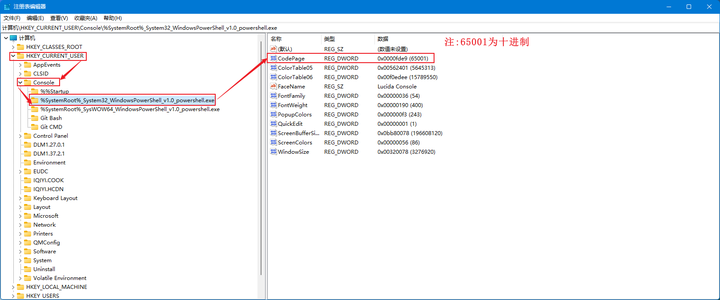 注册表编辑器
文件(F) 编辑(E) 查看(V) 收藏夹(A) 帮助(H)
计算机\HKEY_CURRENT_USER\Console\%SystemRoot%_System32_WindowsPowerShell_v1.0_powershell.exe
计算机
HKEY_CLASSES_ROOT
HKEY_CURRENT_USER
AppEvents
CLSID
Console
%%Startup
%SystemRoot%_System32_WindowsPowerShell_v1.0_powershell.exe
%SystemRoot%_SysWOW64_WindowsPowerShell_v1.0_powershell.exe
Git Bash
Git CMD
Control Panel
DLM1.27.0.1
DLM1.37.2.1
Environment
EUDC
IQIYI.COOK
IQIYI.HCDN
Keyboard Layout
Layout
Microsoft
Network
Printers
QMConfig
Software
System
Uninstall
Volatile Environment
HKEY_LOCAL_MACHINE
HKEY_USERS
名称 类型 数据
(默认) REG_SZ (数值未设置)
CodePage REG_DWORD 0x0000fde9 (65001)
ColorTable05 REG_DWORD 0x00562401 (5645313)
ColorTable06 REG_DWORD 0x00f0edee (15789550)
FaceName REG_SZ Lucida Console
FontFamily REG_DWORD 0x00000036 (54)
FontWeight REG_DWORD 0x00000190 (400)
PopupColors REG_DWORD 0x000000f3 (243)
QuickEdit REG_DWORD 0x00000001 (1)
ScreenBufferSi... REG_DWORD 0x0bb80078 (196608120)
ScreenColors REG_DWORD 0x00000056 (86)
WindowSize REG_DWORD 0x00320078 (3276920)
注:65001为十进制